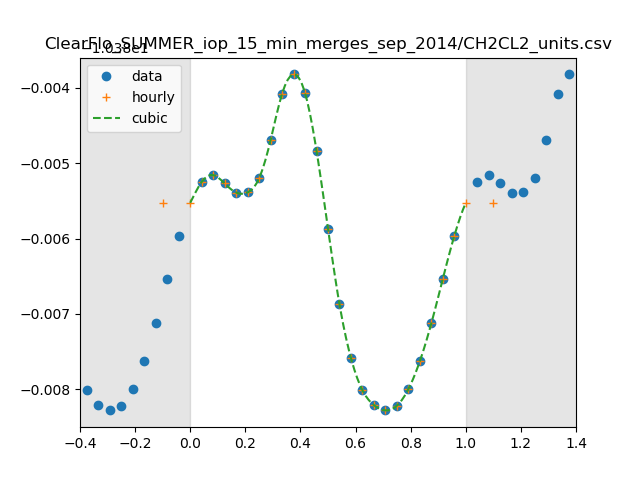 ClearFlo_SUMMER_iop_15_min_merges_sep_2014/CH2CL2_units.csv
−1.038e1
data
hourly
cubic
−0.004
−0.005
−0.006
−0.007
−0.008
−0.4 −0.2 0.0 0.2 0.4 0.6 0.8 1.0 1.2 1.4